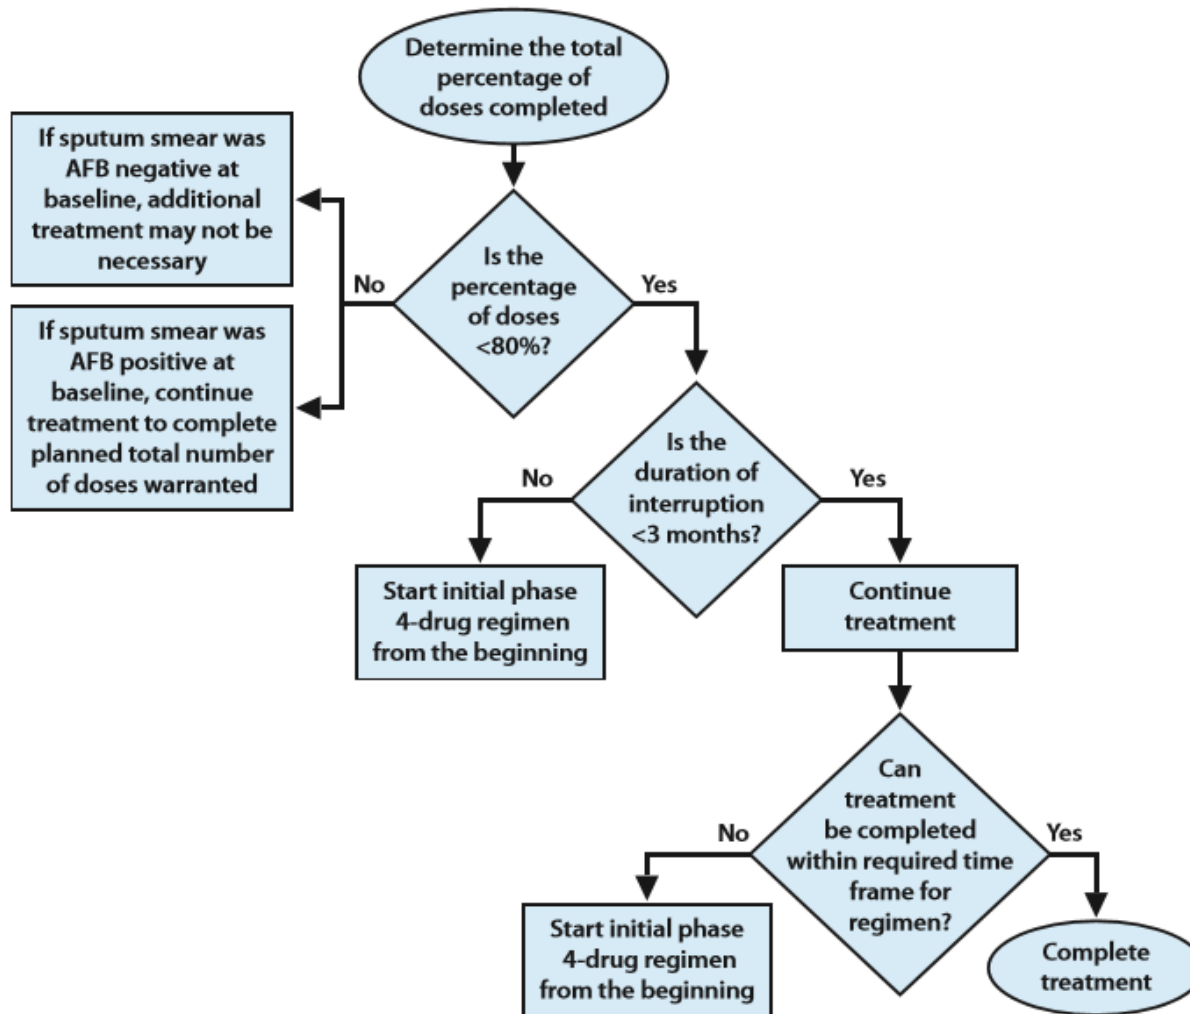 Determine the total
percentage of
doses completed
If sputum smear was
AFB negative at
baseline, additional
treatment may not be
necessary
No
Is the
percentage
of doses
<80%?
Yes
If sputum smear was
AFB positive at
baseline, continue
treatment to complete
planned total number
of doses warranted
No
Is the
duration of
interruption
<3 months?
Yes
Start initial phase
4-drug regimen
from the beginning
Continue
treatment
No
Can
treatment
be completed
within required time
frame for
regimen?
Yes
Start initial phase
4-drug regimen
from the beginning
Complete
treatment